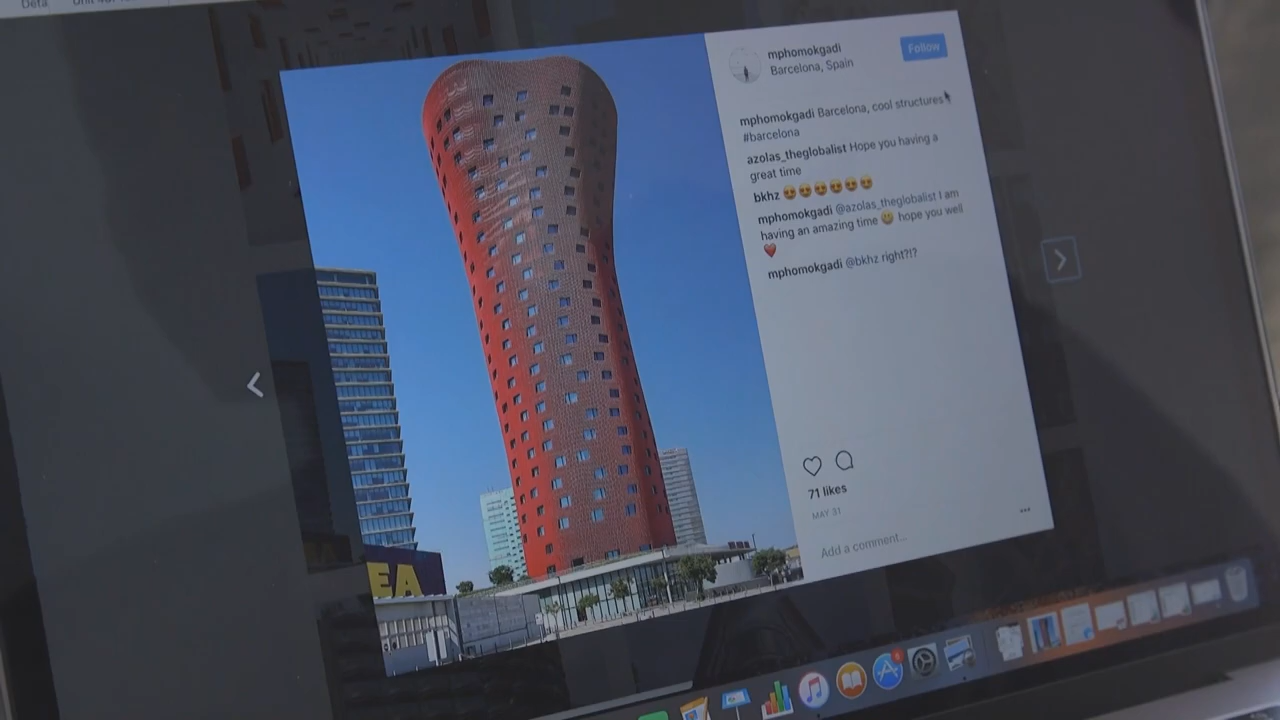 mphomokgadi
Barcelona, Spain
Follow
mphomokgadi Barcelona, cool structures
#barcelona
azolas_theglobalist Hope you having a
great time
bkhz 😍😍😍😍😍😍
mphomokgadi @azolas_theglobalist I am
having an amazing time 😃 hope you well
❤️
mphomokgadi @bkhz right?!?
71 likes
MAY 31
Add a comment...
EA